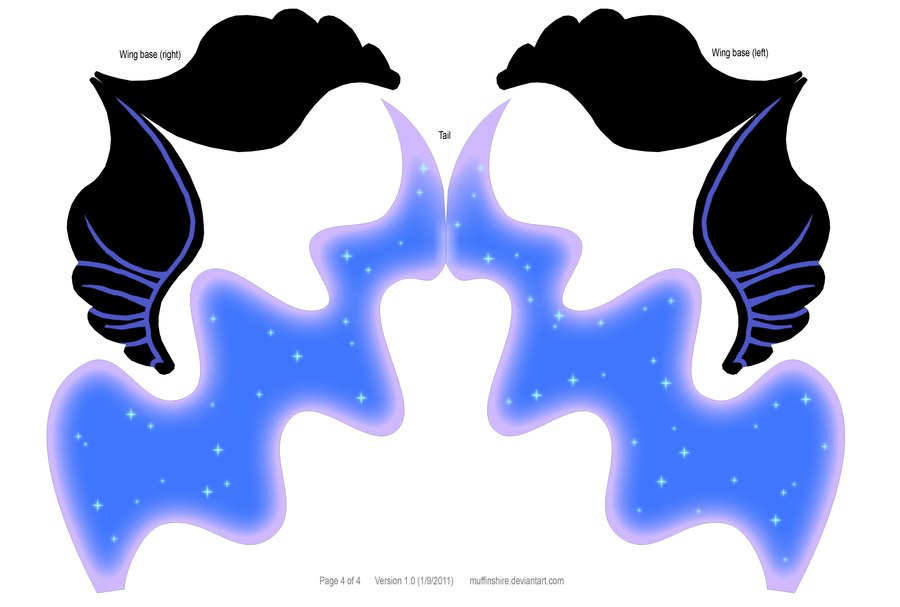 Wing base (right)
Wing base (left)
Tail
Page 4 of 4 Version 1.0 (1/9/2011) muffinshire.deviantart.com